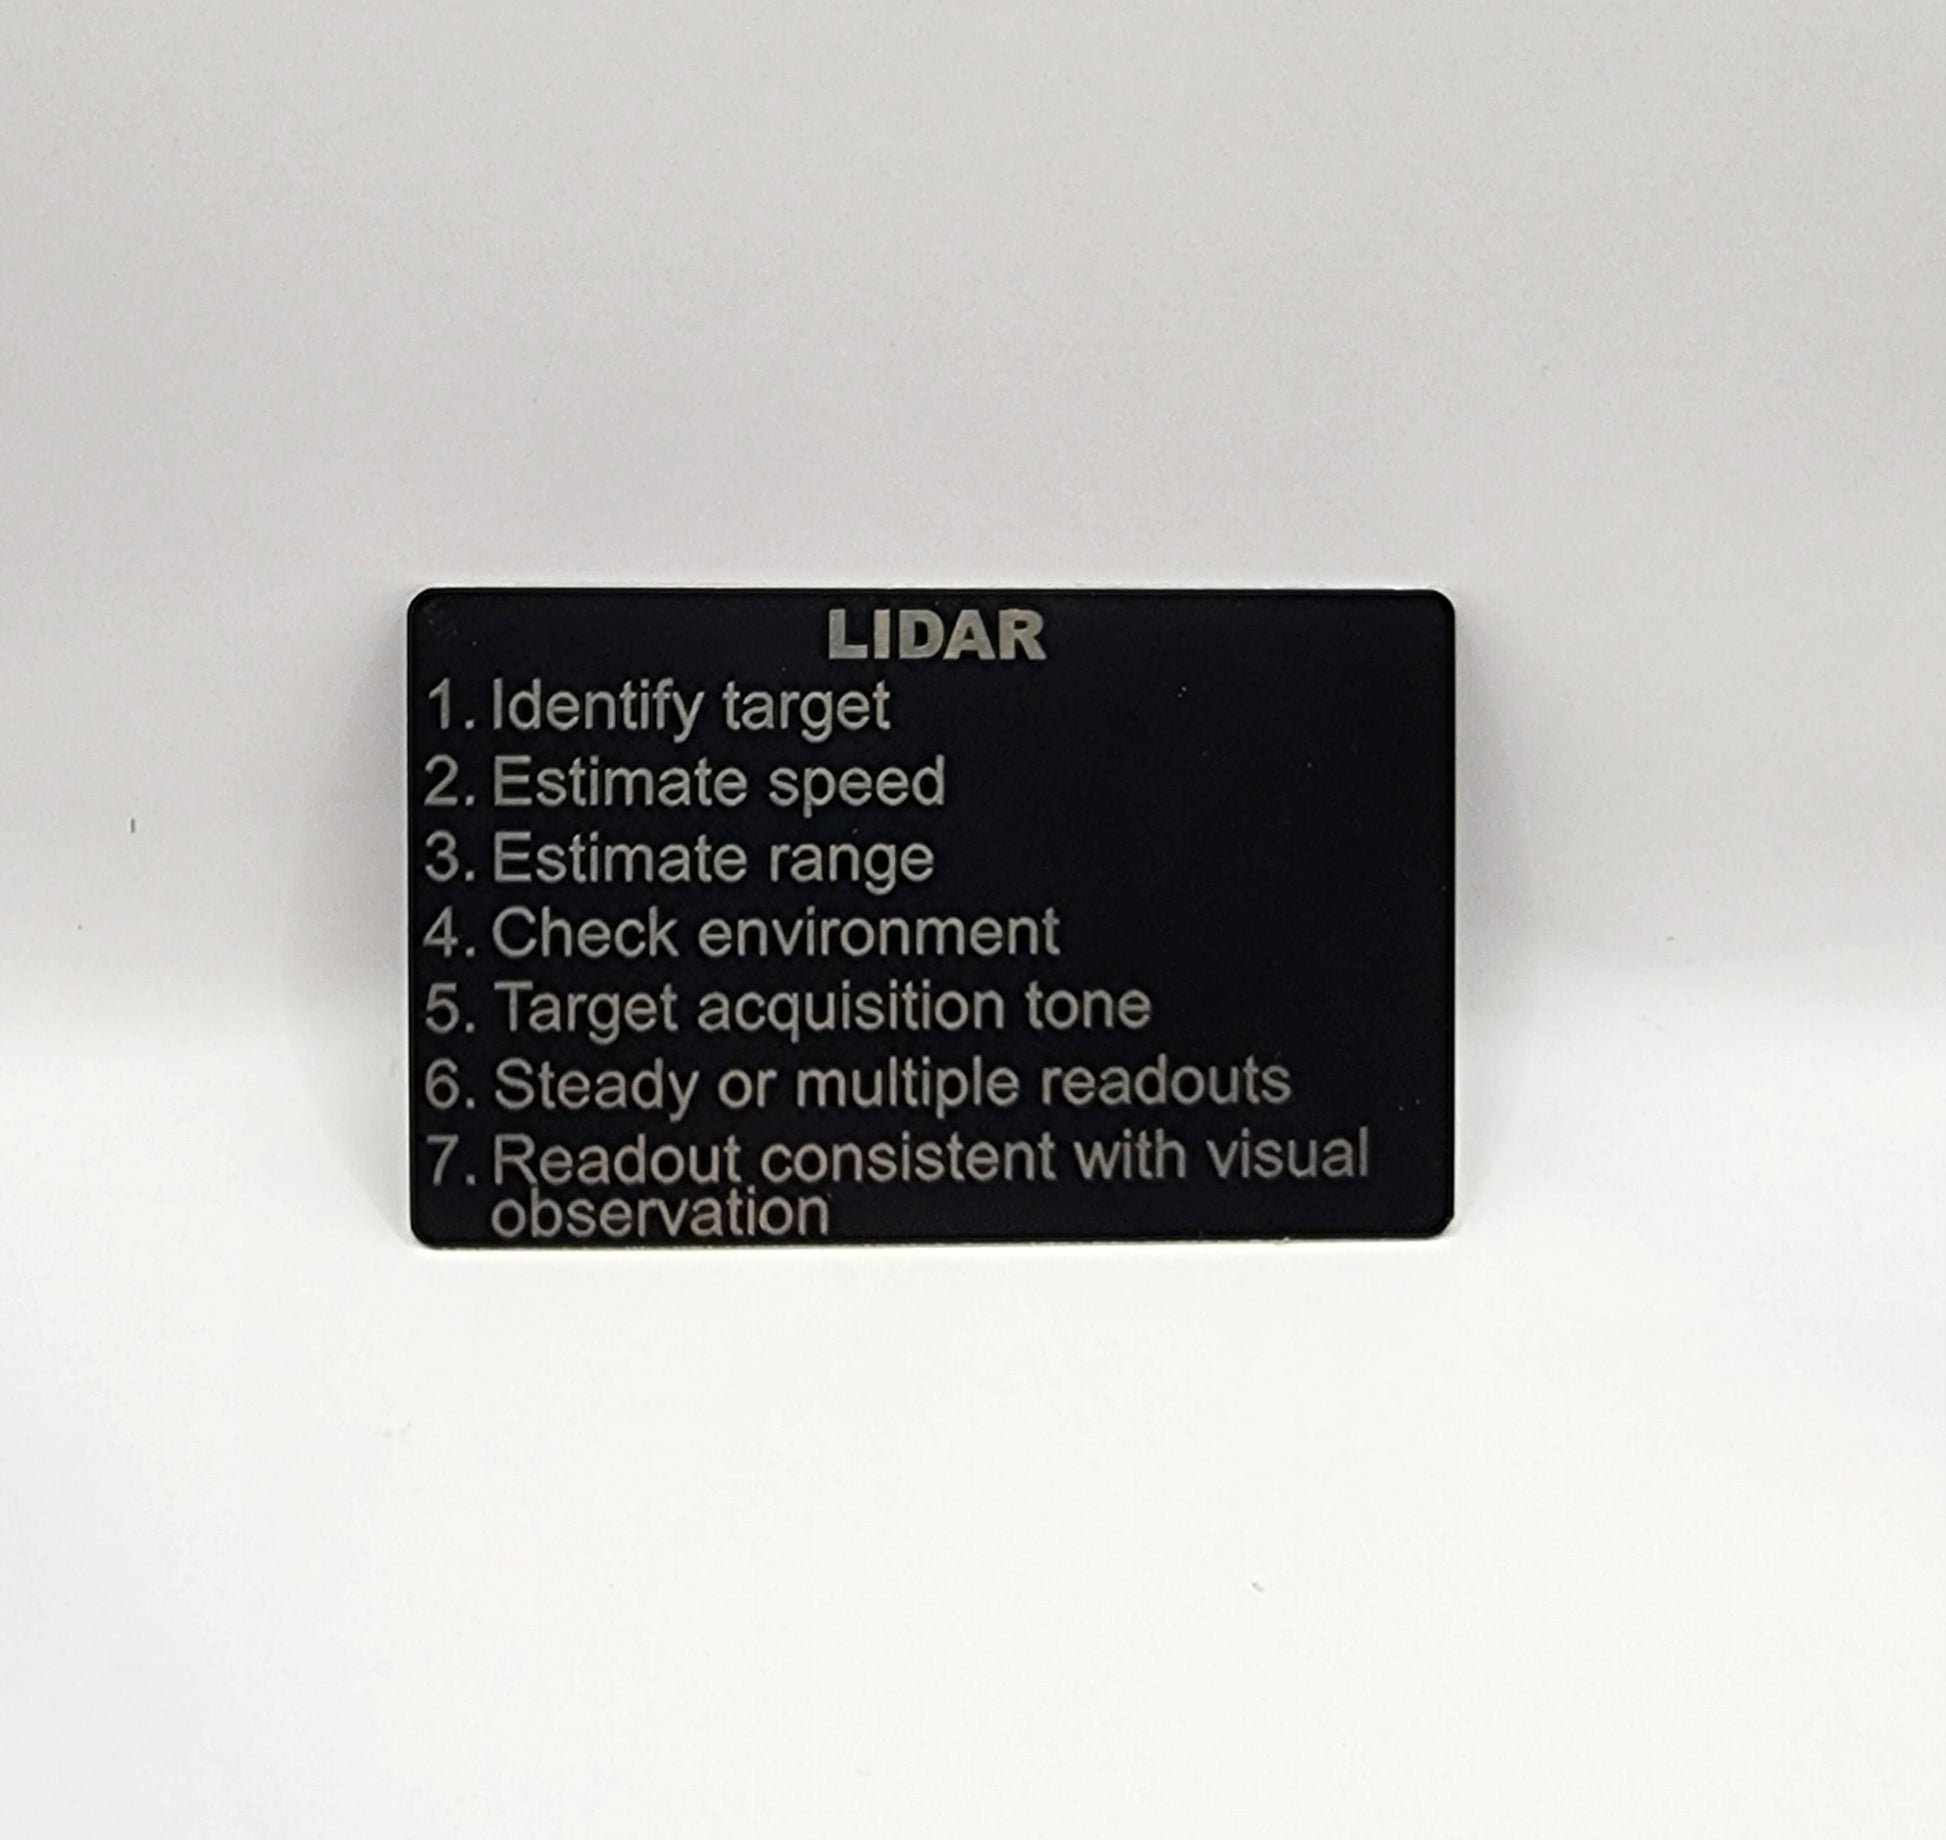 LIDAR
1. Identify target
2. Estimate speed
3. Estimate range
4. Check environment
5. Target acquisition tone
6. Steady or multiple readouts
7. Readout consistent with visual
observation